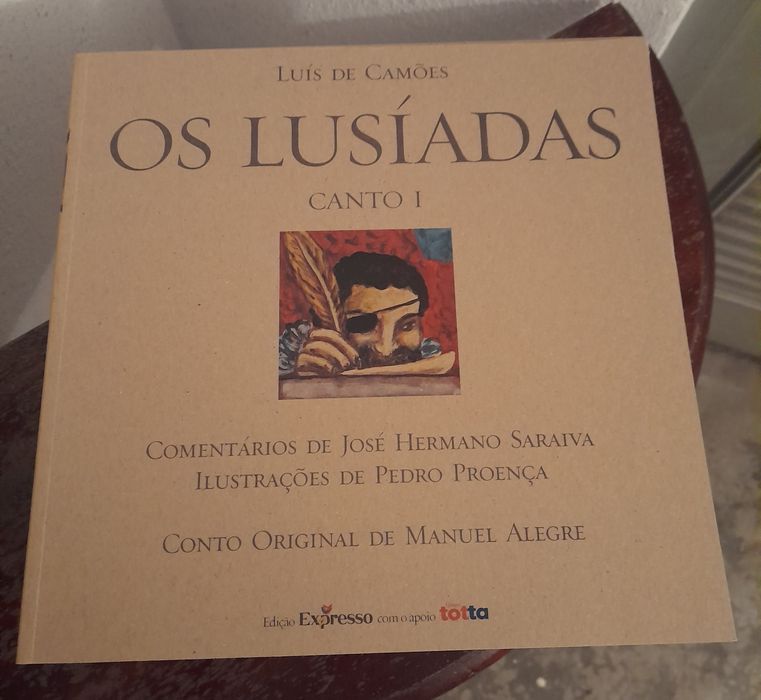 LUÍS DE CAMÕES
OS LUSÍADAS
CANTO I
COMENTÁRIOS DE JOSÉ HERMANO SARAIVA
ILUSTRAÇÕES DE PEDRO PROENÇA
CONTO ORIGINAL DE MANUEL ALEGRE
Edição Expresso com o apoio totta